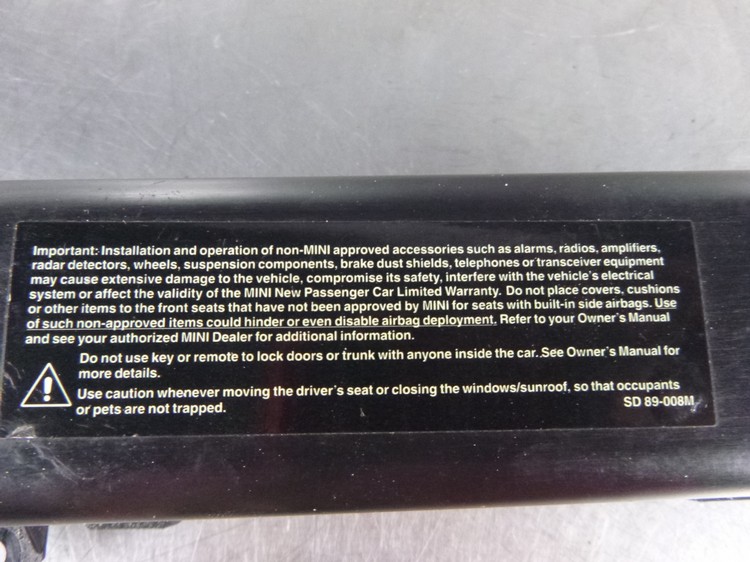 Important: Installation and operation of non-MINI approved accessories such as alarms, radios, amplifiers,
radar detectors, wheels, suspension components, brake dust shields, telephones or transceiver equipment
may cause extensive damage to the vehicle, compromise its safety, interfere with the vehicle's electrical
system or affect the validity of the MINI New Passenger Car Limited Warranty. Do not place covers, cushions
or other items to the front seats that have not been approved by MINI for seats with built-in side airbags. Use
of such non-approved items could hinder or even disable airbag deployment. Refer to your Owner's Manual
and see your authorized MINI Dealer for additional information.
Do not use key or remote to lock doors or trunk with anyone inside the car. See Owner's Manual for
more details.
Use caution whenever moving the driver's seat or closing the windows/sunroof, so that occupants
or pets are not trapped.
SD 89-008M